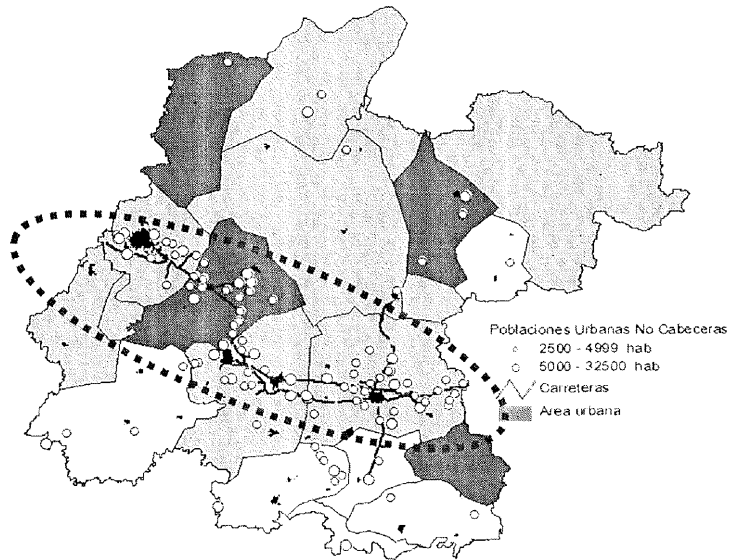 Poblaciones Urbanas No Cabeceras
2500 - 4999 hab
5000 - 32500 hab
Carreteras
Area urbana